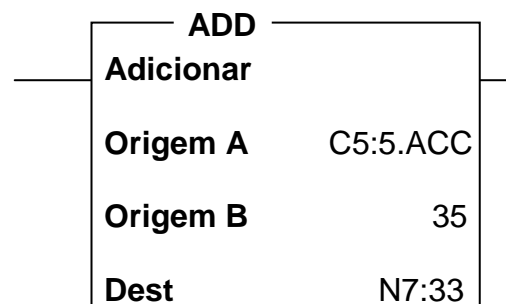 ADD
Adicionar
Origem A C5:5.ACC
Origem B 35
Dest N7:33